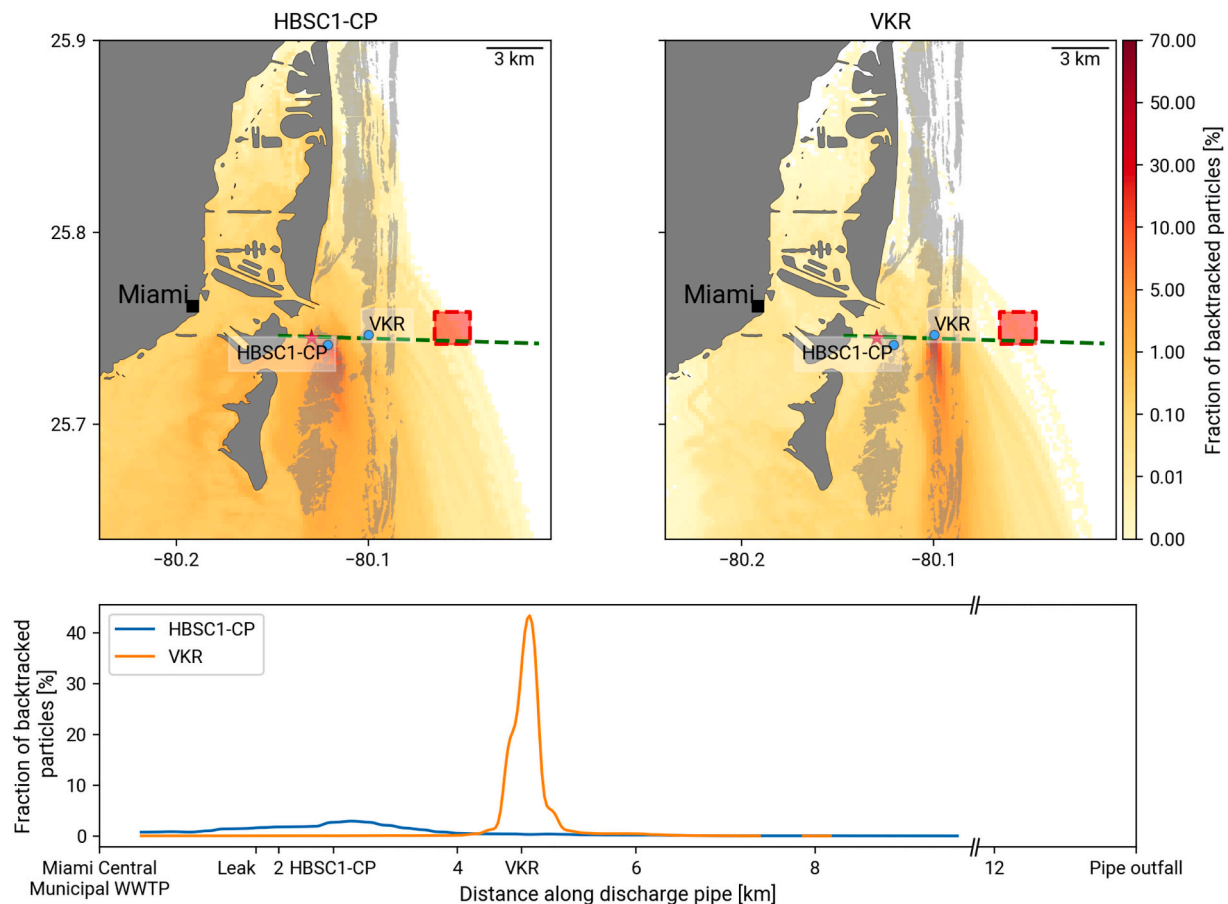 HBSC1-CP
VKR
25.9
25.8
25.7
3 km
Miami
VKR
HBSC1-CP
−80.2
−80.1
3 km
Miami
VKR
HBSC1-CP
−80.2
−80.1
70.00
50.00
30.00
10.00
5.00
1.00
0.10
0.01
0.00
Fraction of backtracked particles [%]
Fraction of backtracked
particles [%]
40
30
20
10
0
HBSC1-CP
VKR
Miami Central
Municipal WWTP
Leak
2
HBSC1-CP
4
VKR
6
8
12
Pipe outfall
Distance along discharge pipe [km]